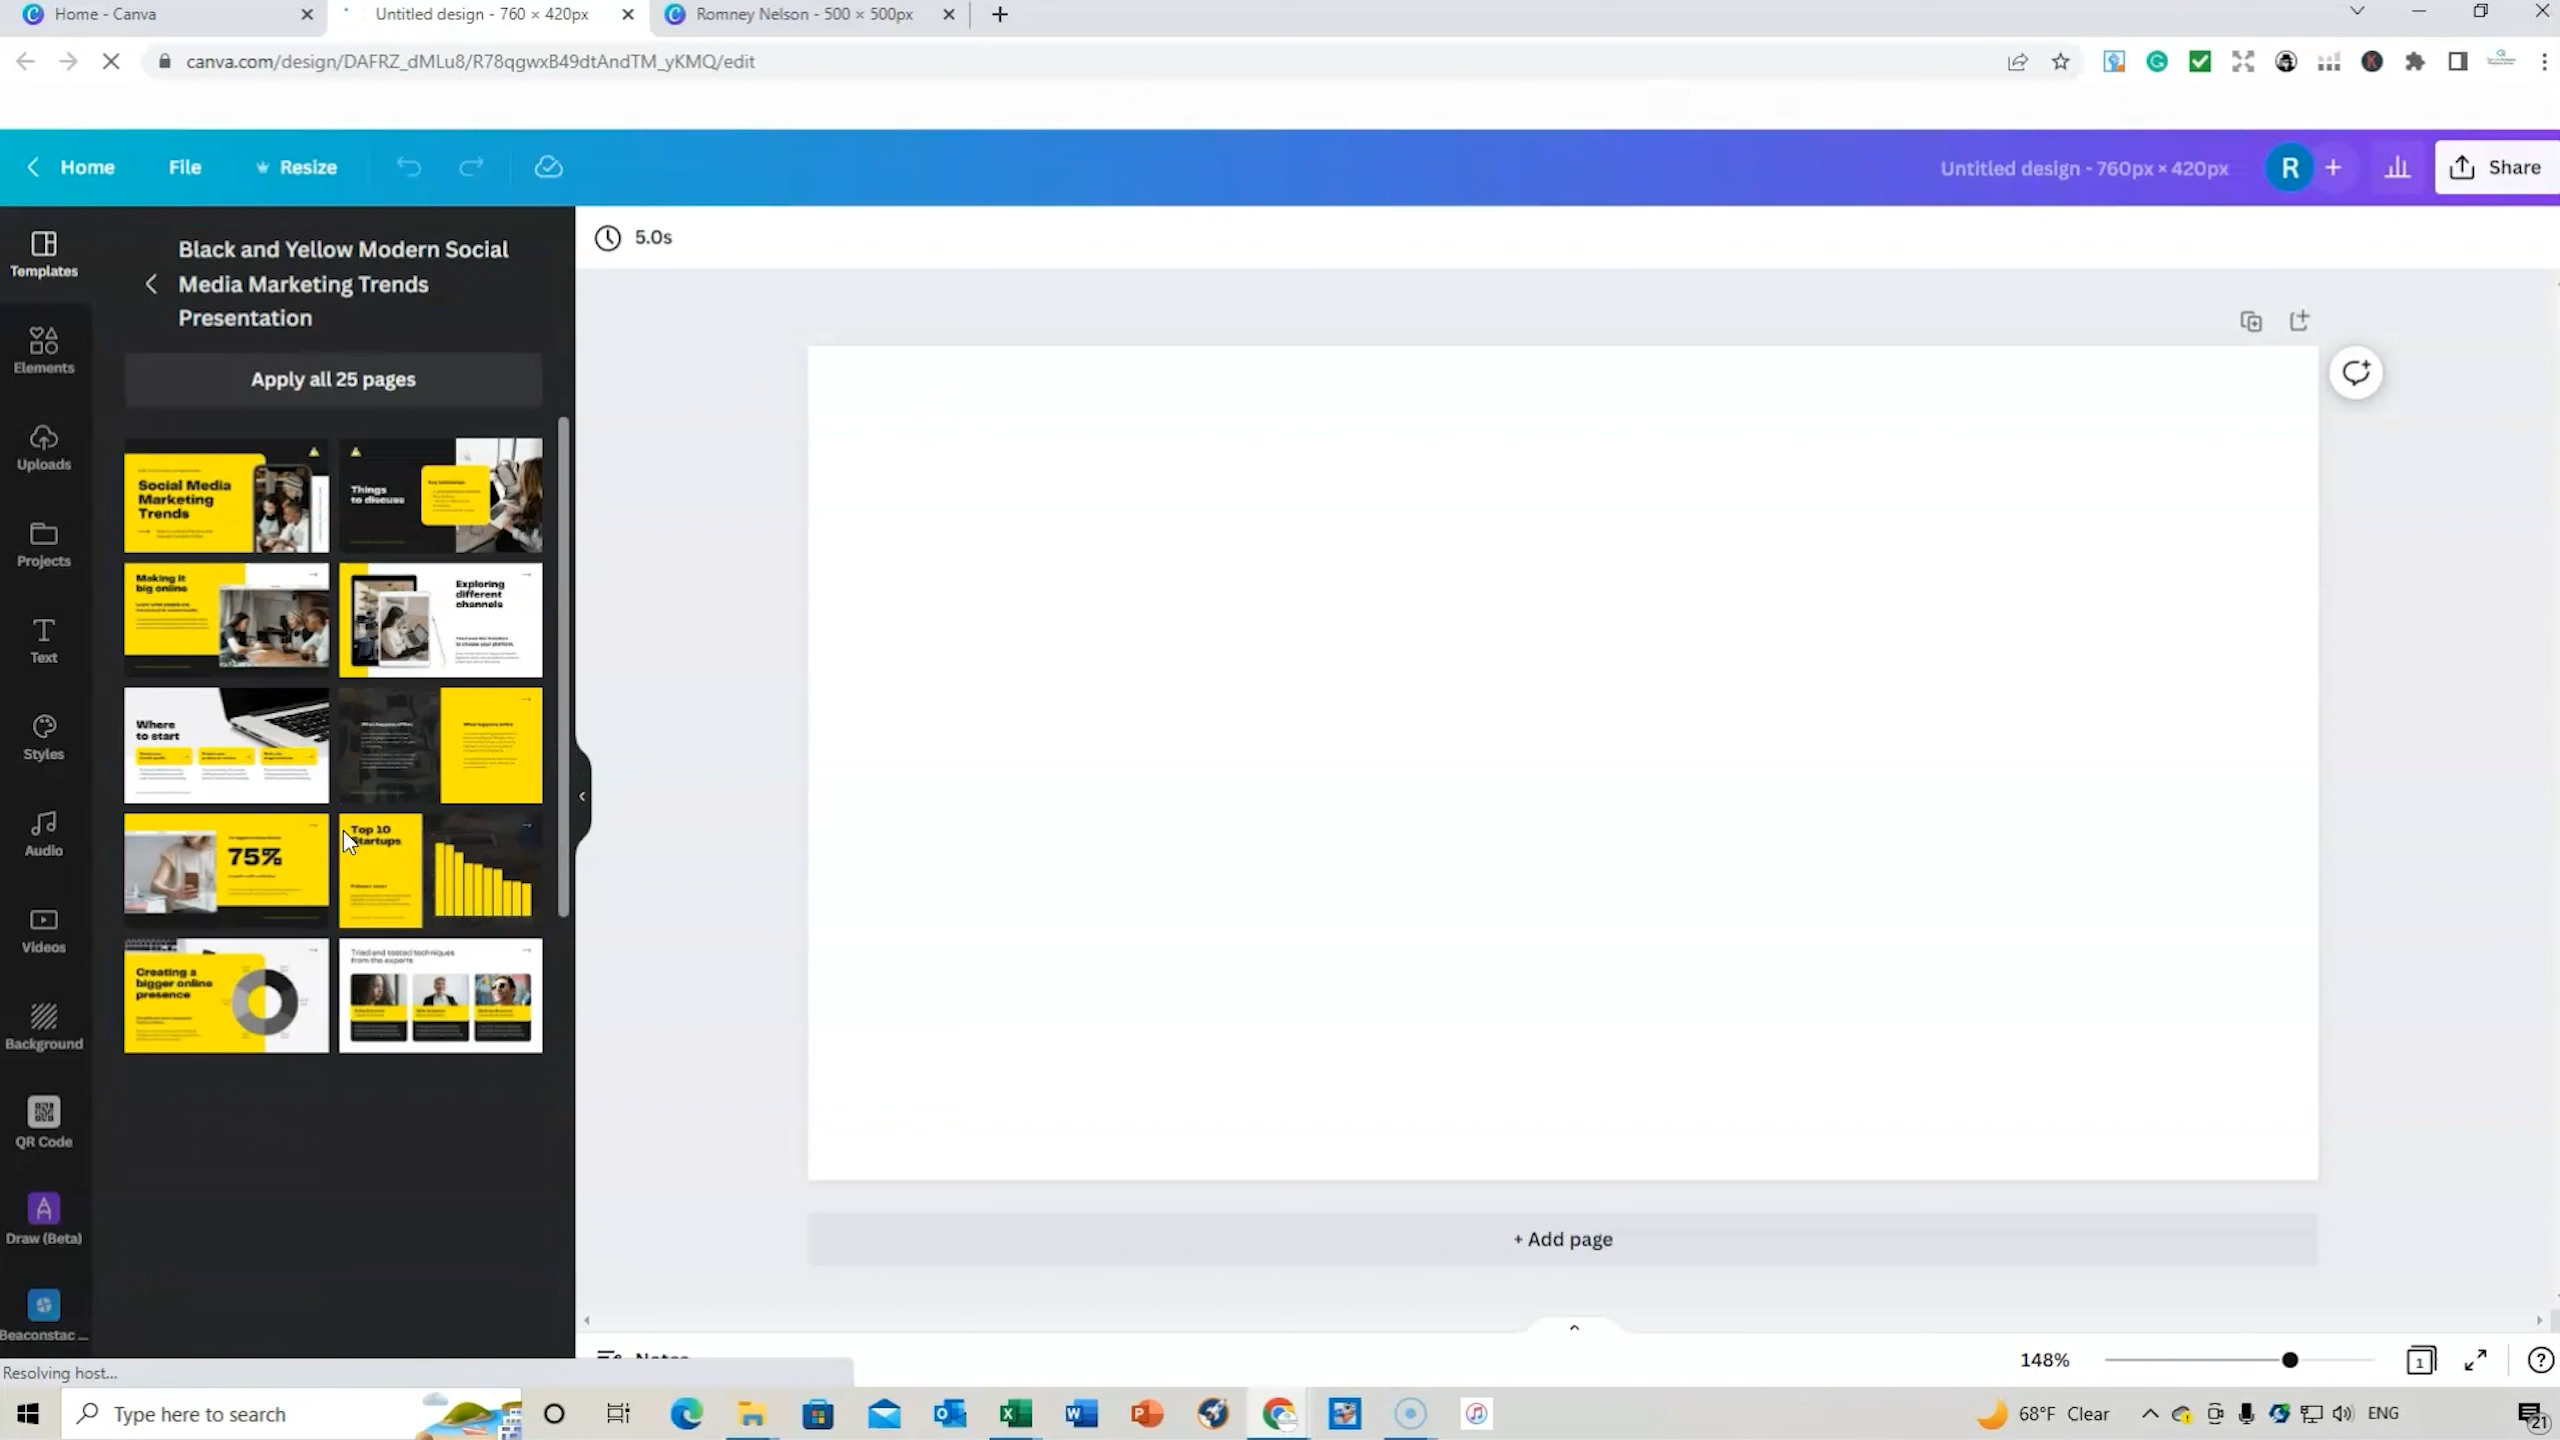 Home - Canva
Untitled design - 760 × 420px
Romney Nelson - 500 × 500px
canva.com/design/DAFRZ_dMLu8/R78qgwxB49dtAndTM_yKMQ/edit
Home
File
Resize
Untitled design - 760px × 420px
R
Share
5.0s
Templates
Elements
Uploads
Projects
Text
Styles
Audio
Videos
Background
QR Code
Draw (Beta)
Beaconstac ...
Black and Yellow Modern Social
Media Marketing Trends
Presentation
Apply all 25 pages
Social Media
Marketing
Trends
Things
to discuss
Making it
big online
Exploring
different
channels
Where
to start
75%
Top 10
Startups
Creating a
bigger online
presence
Tried and tested techniques
from the experts
+ Add page
Notes
148%
1
Resolving host...
Type here to search
68°F Clear
ENG
21